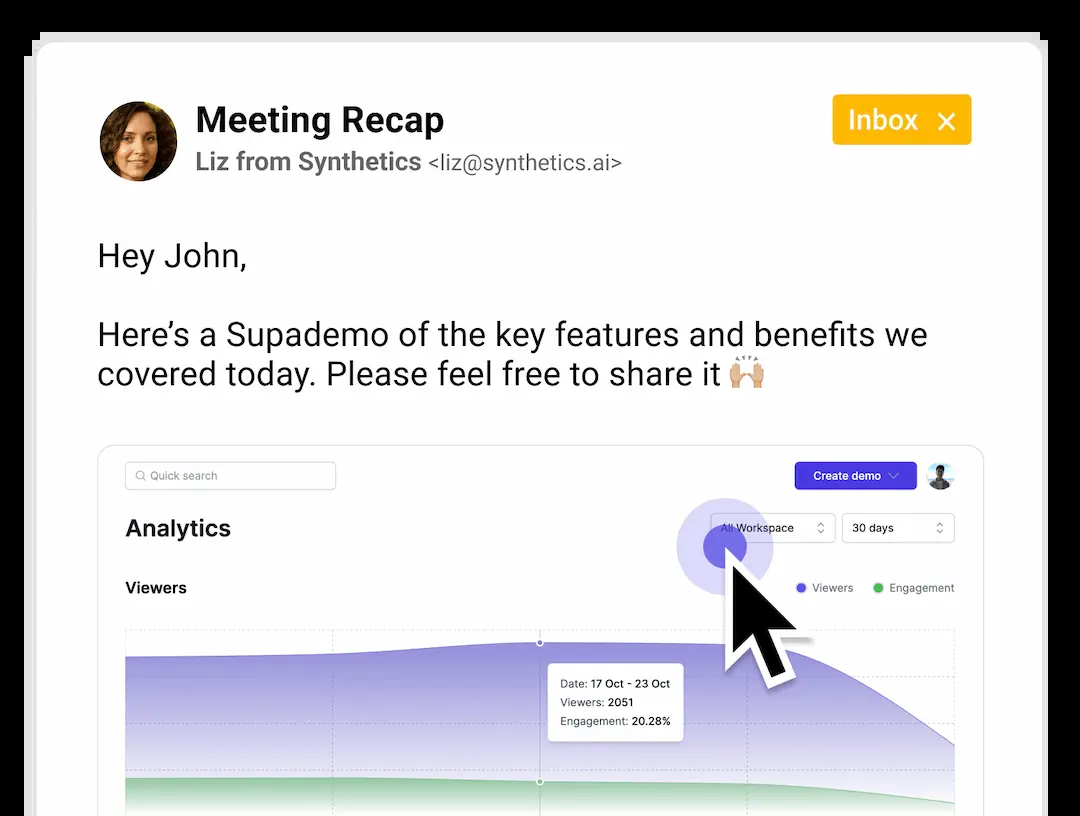 Meeting Recap
Inbox ×
Liz from Synthetics <liz@synthetics.ai>
Hey John,
Here’s a Supademo of the key features and benefits we
covered today. Please feel free to share it 🙌🏼
Quick search
Create demo
Analytics
All Workspace
30 days
Viewers
Viewers
Engagement
Date: 17 Oct - 23 Oct
Viewers: 2051
Engagement: 20.28%